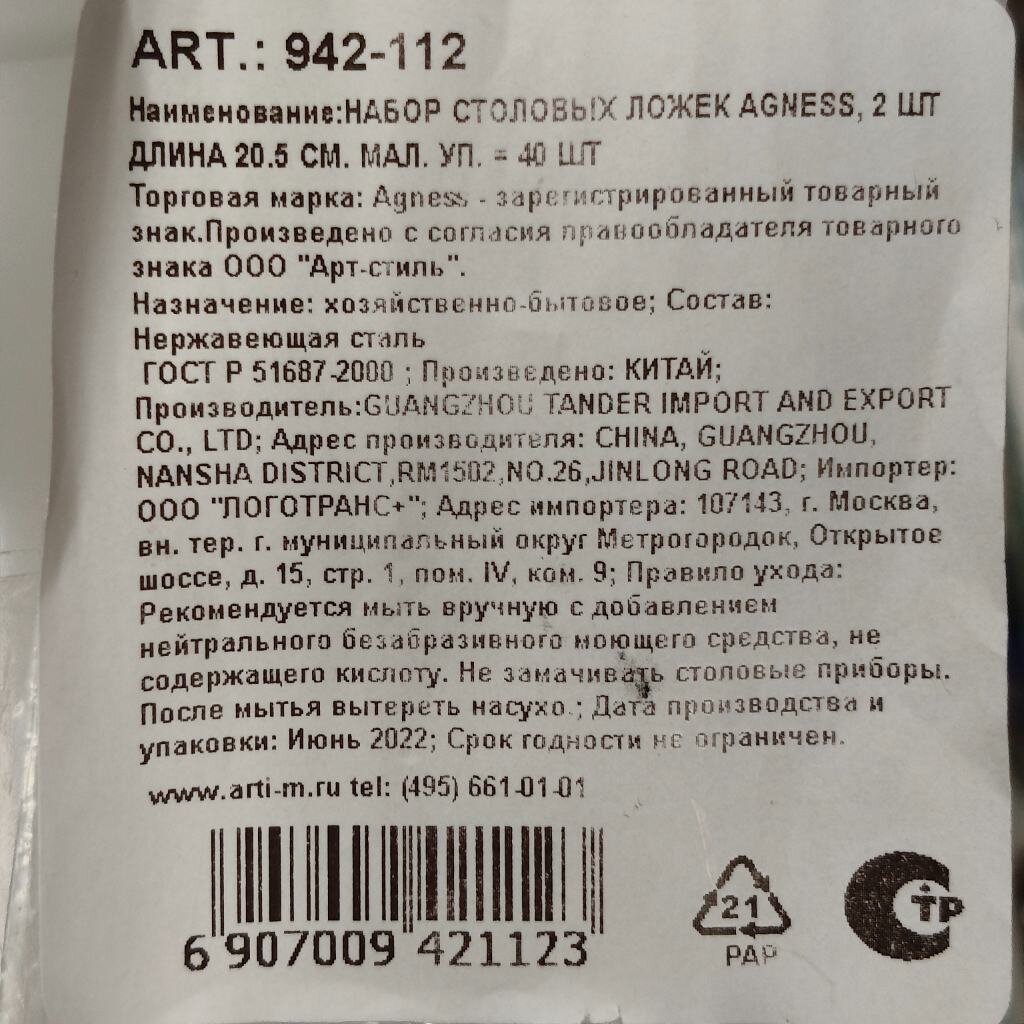 ART.: 942-112
Наименование:НАБОР СТОЛОВЫХ ЛОЖЕК AGNESS, 2 ШТ
ДЛИНА 20.5 СМ. МАЛ. УП. = 40 ШТ
Торговая марка: Agness - зарегистрированный товарный
знак.Произведено с согласия правообладателя товарного
знака ООО "Арт-стиль".
Назначение: хозяйственно-бытовое; Состав:
Нержавеющая сталь
ГОСТ Р 51687-2000 ; Произведено: КИТАЙ;
Производитель:GUANGZHOU TANDER IMPORT AND EXPORT
CO., LTD; Адрес производителя: CHINA, GUANGZHOU,
NANSHA DISTRICT,RM1502,NO.26,JINLONG ROAD; Импортер:
ООО "ЛОГОТРАНС+"; Адрес импортера: 107143, г. Москва,
вн. тер. г. муниципальный округ Метрогородок, Открытое
шоссе, д. 15, стр. 1, пом. IV, ком. 9; Правило ухода:
Рекомендуется мыть вручную с добавлением
нейтрального безабразивного моющего средства, не
содержащего кислоту. Не замачивать столовые приборы.
После мытья вытереть насухо.; Дата производства и
упаковки: Июнь 2022; Срок годности не ограничен.
www.arti-m.ru tel: (495) 661-01-01
6 907009 421123
21
PAP
ТР